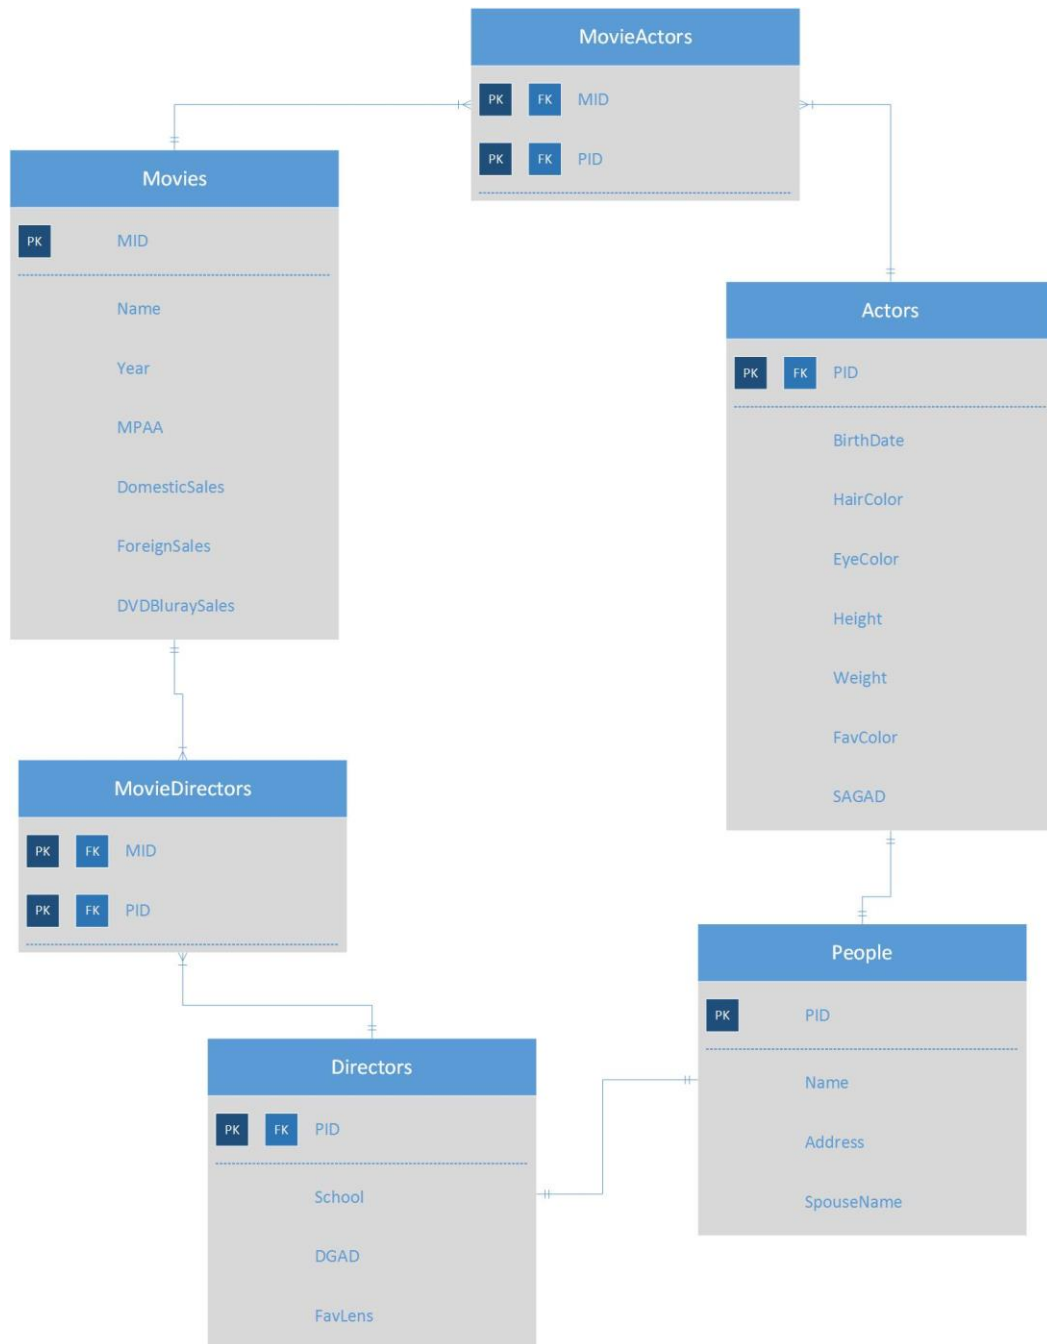 MovieActors
PK FK MID
PK FK PID
Movies
PK MID
Name
Year
MPAA
DomesticSales
ForeignSales
DVDBluraySales
Actors
PK FK PID
BirthDate
HairColor
EyeColor
Height
Weight
FavColor
SAGAD
MovieDirectors
PK FK MID
PK FK PID
People
PK PID
Name
Address
SpouseName
Directors
PK FK PID
School
DGAD
FavLens